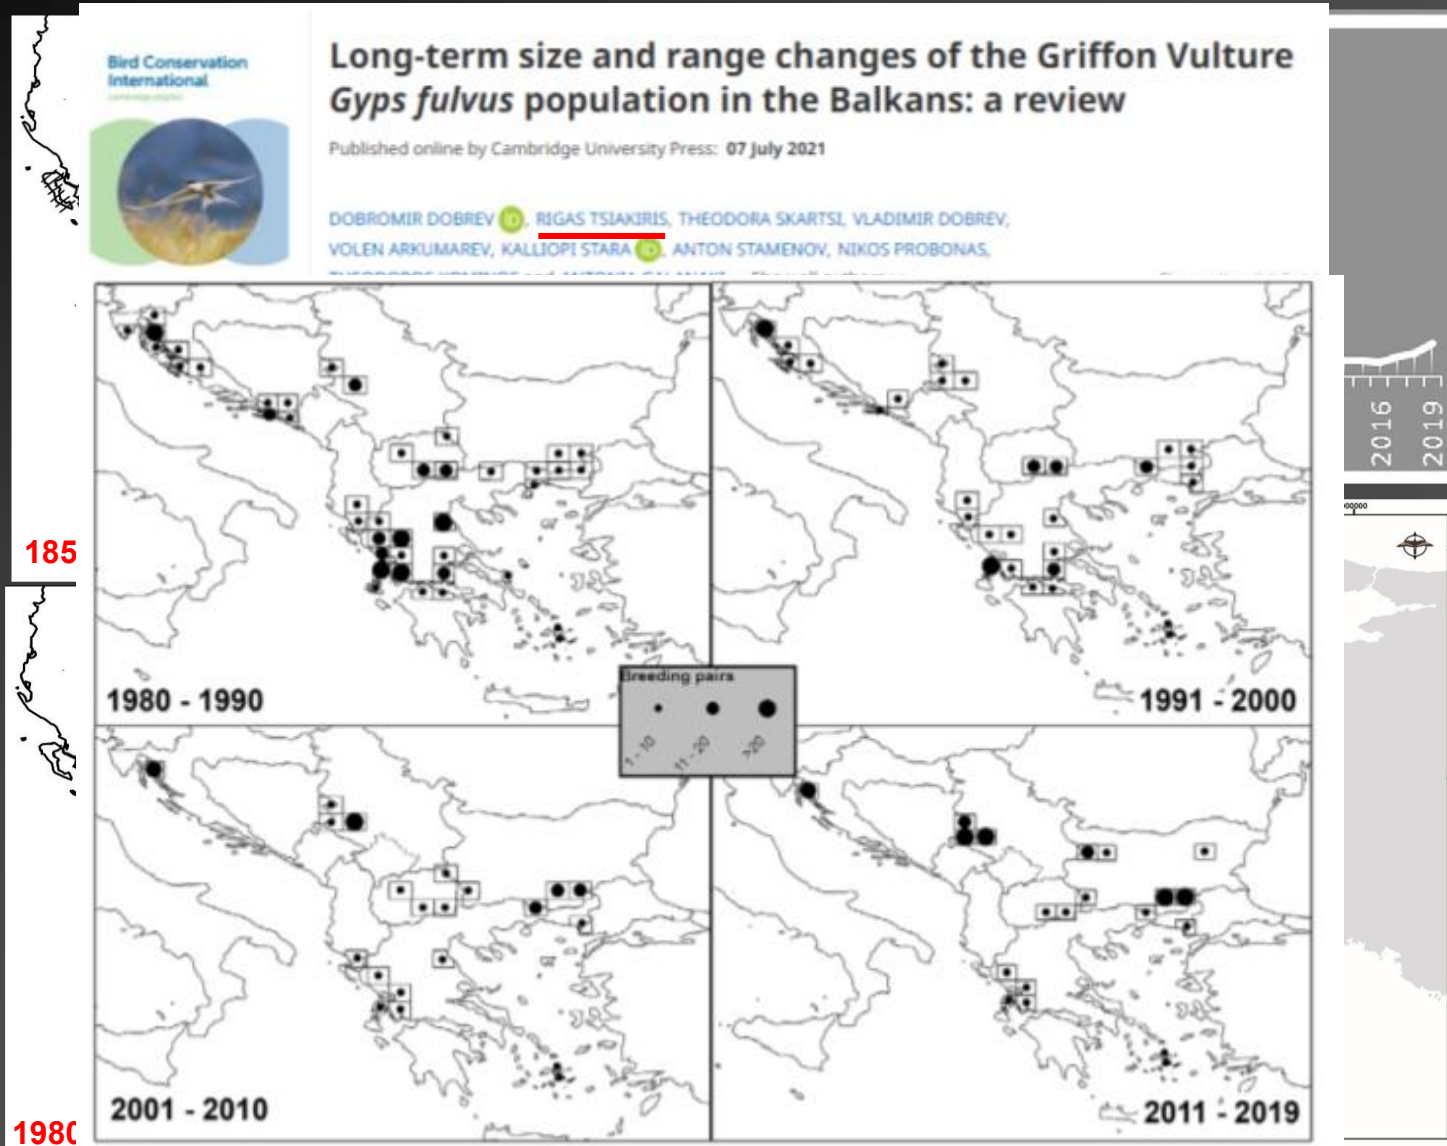 Bird Conservation
International
Long-term size and range changes of the Griffon Vulture
Gyps fulvus population in the Balkans: a review
Published online by Cambridge University Press: 07 July 2021
DOBROMIR DOBREV iD, RIGAS TSIAKIRIS, THEODORA SKARTSI, VLADIMIR DOBREV,
VOLEN ARKUMAREV, KALLIOPI STARA iD, ANTON STAMENOV, NIKOS PROBONAS,
1980 - 1990
1991 - 2000
Breeding pairs
1 - 10
11 - 20
>20
2001 - 2010
2011 - 2019
185
1980
2016
2019